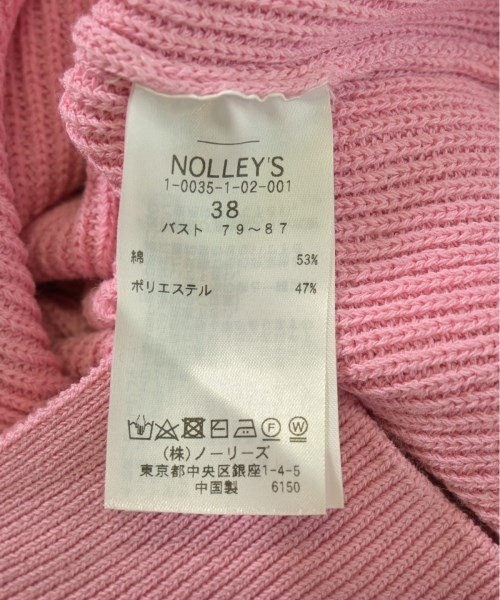 NOLLEY'S
1-0035-1-02-001
38
バスト 79～87
綿 53%
ポリエステル 47%
F W
(株)ノーリーズ
東京都中央区銀座1-4-5
中国製 6150